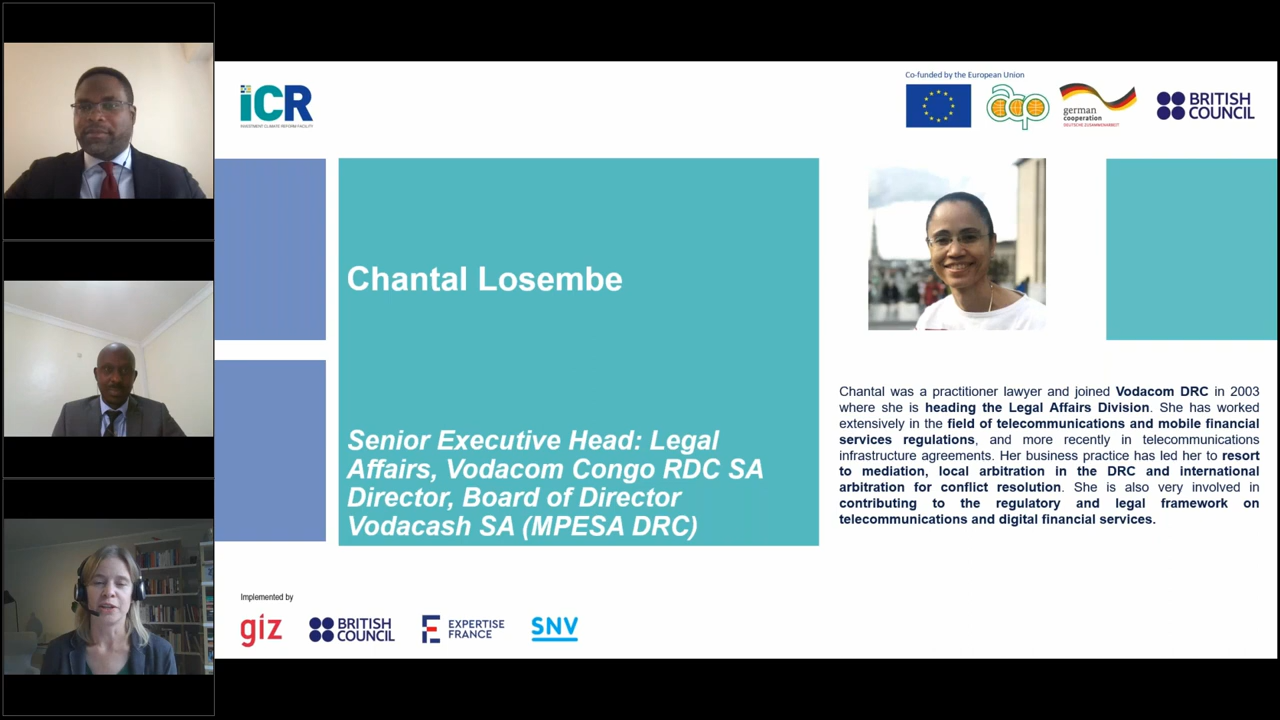 iCR
INVESTMENT CLIMATE REFORM FACILITY
Co-funded by the European Union
acp
german
cooperation
DEUTSCHE ZUSAMMENARBEIT
BRITISH
COUNCIL
Chantal Losembe
Senior Executive Head: Legal
Affairs, Vodacom Congo RDC SA
Director, Board of Director
Vodacash SA (MPESA DRC)
Chantal was a practitioner lawyer and joined Vodacom DRC in 2003
where she is heading the Legal Affairs Division. She has worked
extensively in the field of telecommunications and mobile financial
services regulations, and more recently in telecommunications
infrastructure agreements. Her business practice has led her to resort
to mediation, local arbitration in the DRC and international
arbitration for conflict resolution. She is also very involved in
contributing to the regulatory and legal framework on
telecommunications and digital financial services.
Implemented by
giz
BRITISH
COUNCIL
EXPERTISE
FRANCE
SNV